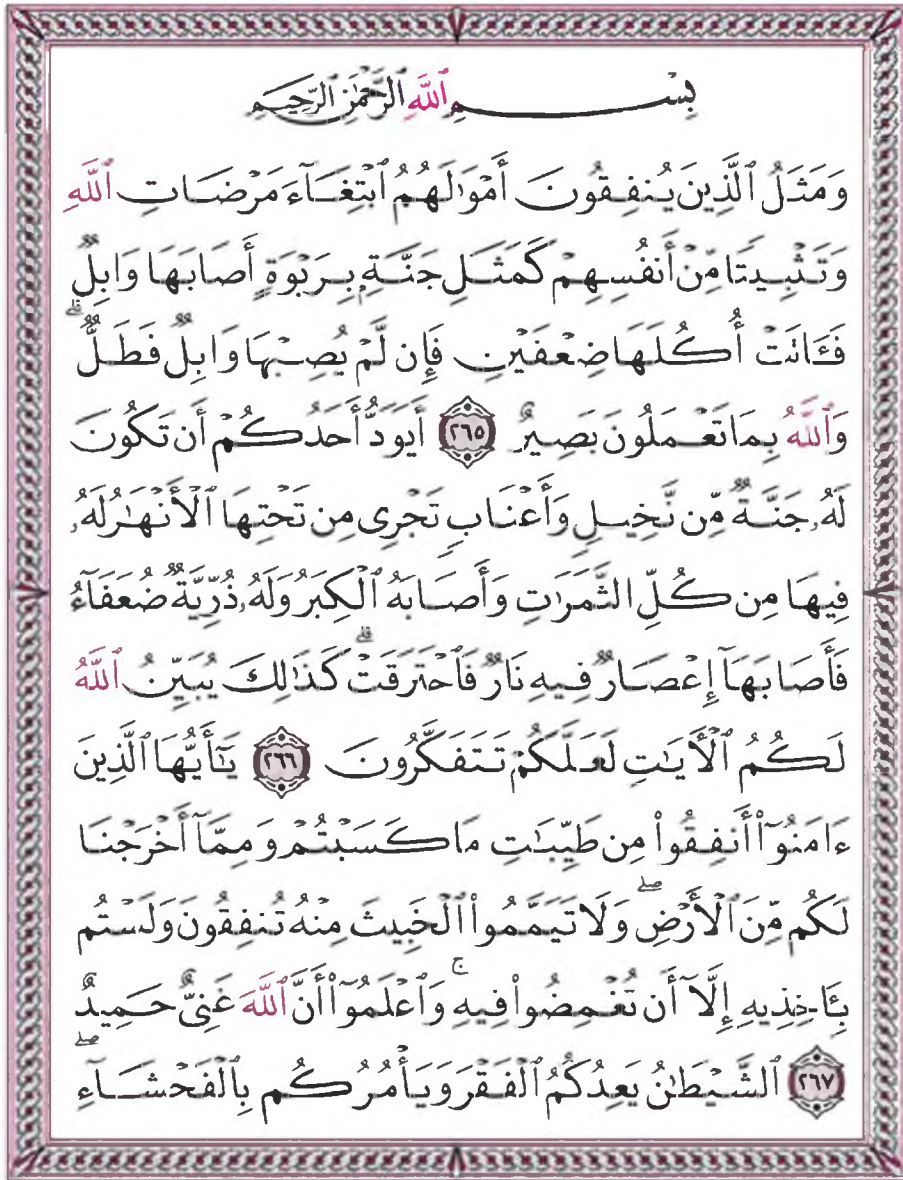 بِسْمِ ٱللَّهِ ٱلرَّحْمَٰنِ ٱلرَّحِيمِ
وَمَثَلُ ٱلَّذِينَ يُنفِقُونَ أَمْوَٰلَهُمُ ٱبْتِغَآءَ مَرْضَاتِ ٱللَّهِ
وَتَثْبِيتًا مِّنْ أَنفُسِهِمْ كَمَثَلِ جَنَّةٍۭ بِرَبْوَةٍ أَصَابَهَا وَابِلٌ
فَـَٔاتَتْ أُكُلَهَا ضِعْفَيْنِ فَإِن لَّمْ يُصِبْهَا وَابِلٌ فَطَلٌّ ۗ
وَٱللَّهُ بِمَا تَعْمَلُونَ بَصِيرٌ ٢٦٥ أَيَوَدُّ أَحَدُكُمْ أَن تَكُونَ
لَهُۥ جَنَّةٌ مِّن نَّخِيلٍ وَأَعْنَابٍ تَجْرِى مِن تَحْتِهَا ٱلْأَنْهَٰرُ لَهُۥ
فِيهَا مِن كُلِّ ٱلثَّمَرَٰتِ وَأَصَابَهُ ٱلْكِبَرُ وَلَهُۥ ذُرِّيَّةٌ ضُعَفَآءُ
فَأَصَابَهَآ إِعْصَارٌ فِيهِ نَارٌ فَٱحْتَرَقَتْ ۗ كَذَٰلِكَ يُبَيِّنُ ٱللَّهُ
لَكُمُ ٱلْـَٔايَٰتِ لَعَلَّكُمْ تَتَفَكَّرُونَ ٢٦٦ يَٰٓأَيُّهَا ٱلَّذِينَ
ءَامَنُوٓا۟ أَنفِقُوا۟ مِن طَيِّبَٰتِ مَا كَسَبْتُمْ وَمِمَّآ أَخْرَجْنَا
لَكُم مِّنَ ٱلْأَرْضِ ۖ وَلَا تَيَمَّمُوا۟ ٱلْخَبِيثَ مِنْهُ تُنفِقُونَ وَلَسْتُم
بِـَٔاخِذِيهِ إِلَّآ أَن تُغْمِضُوا۟ فِيهِ ۚ وَٱعْلَمُوٓا۟ أَنَّ ٱللَّهَ غَنِىٌّ حَمِيدٌ
٢٦٧ ٱلشَّيْطَٰنُ يَعِدُكُمُ ٱلْفَقْرَ وَيَأْمُرُكُم بِٱلْفَحْشَآءِ ۖ